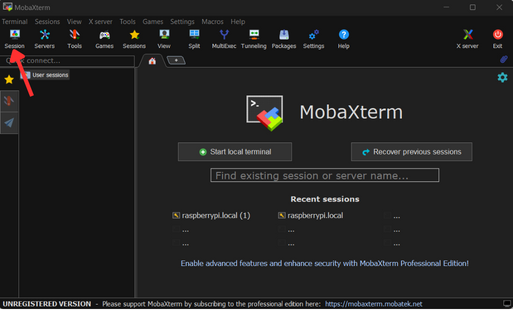 MobaXterm
Terminal Sessions View X server Tools Games Settings Macros Help
Session Servers Tools Games Sessions View Split MultiExec Tunneling Packages Settings Help X server Exit
connect...
User sessions
>_
MobaXterm
Start local terminal Recover previous sessions
Find existing session or server name...
Recent sessions
raspberrypi.local (1) raspberrypi.local ...
... ... ...
... ... ...
Enable advanced features and enhance security with MobaXterm Professional Edition!
UNREGISTERED VERSION - Please support MobaXterm by subscribing to the professional edition here: https://mobaxterm.mobatek.net